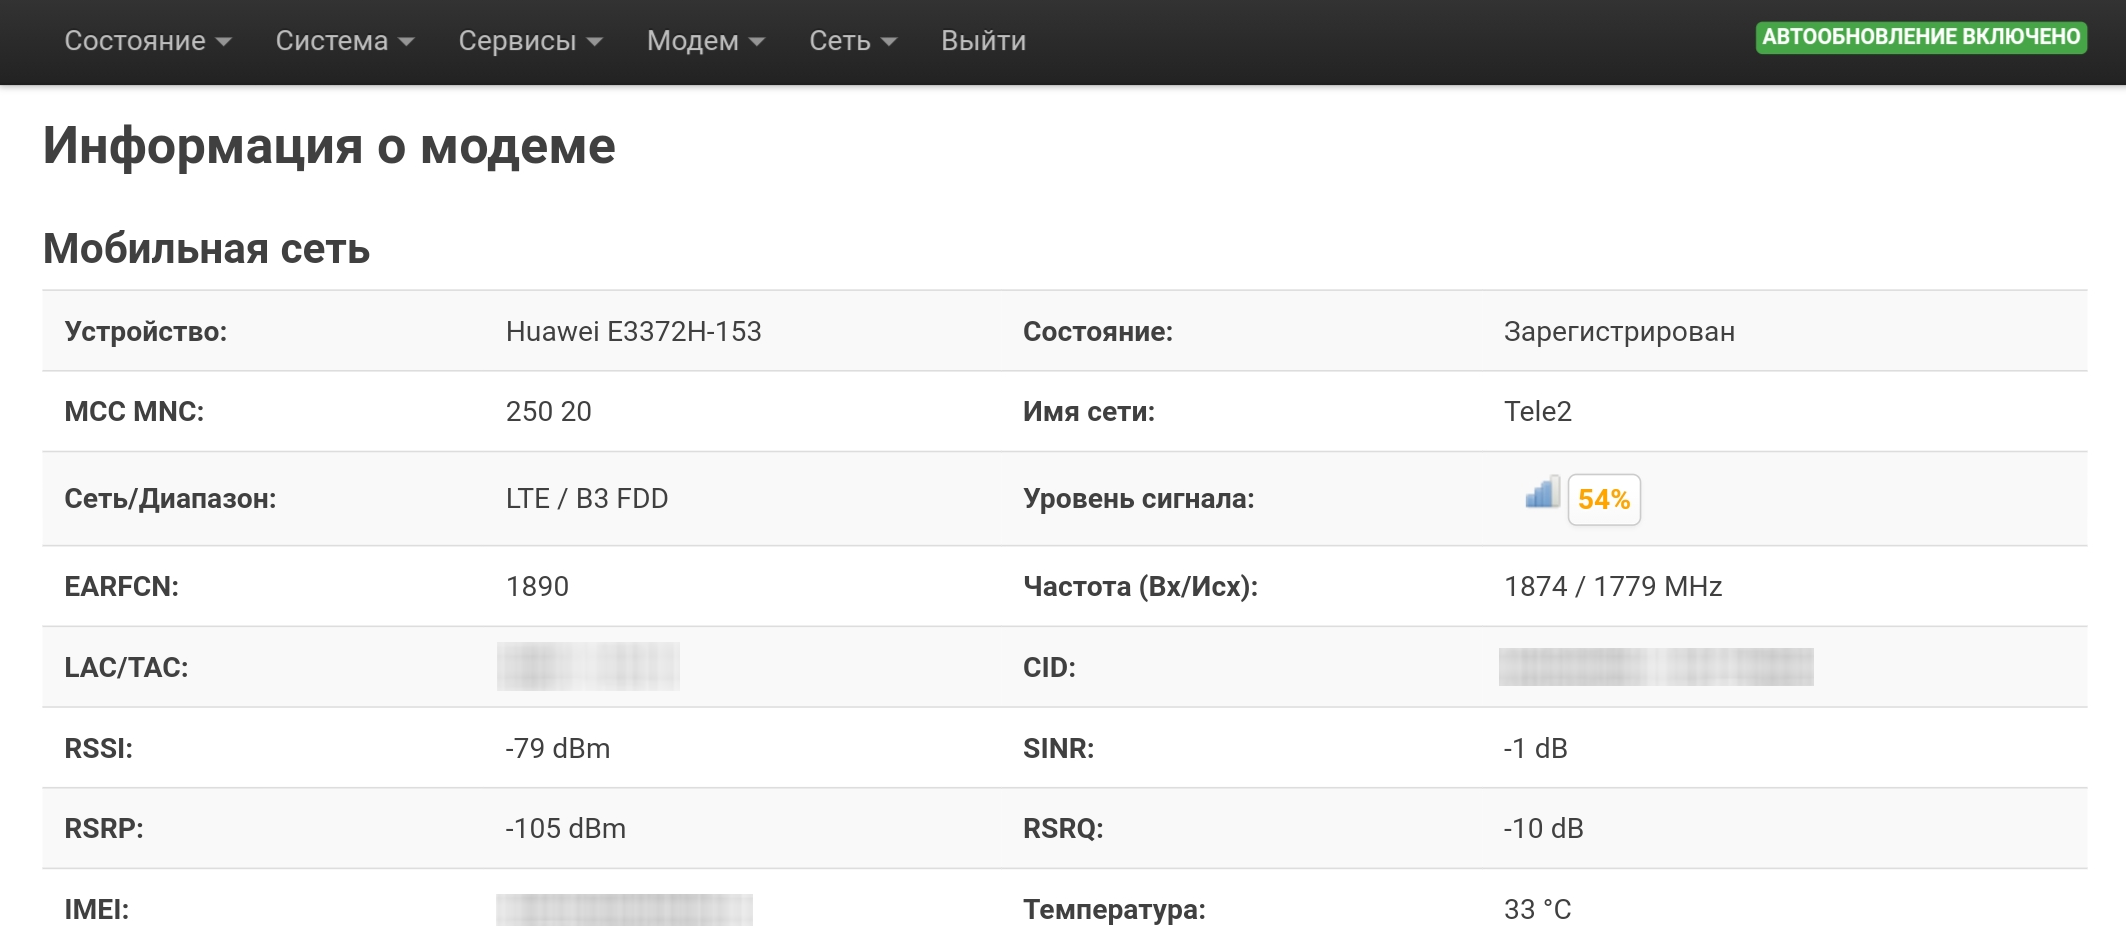 Состояние Система Сервисы Модем Сеть Выйти АВТООБНОВЛЕНИЕ ВКЛЮЧЕНО
Информация о модеме
Мобильная сеть
Устройство: Huawei E3372H-153 Состояние: Зарегистрирован
MCC MNC: 250 20 Имя сети: Tele2
Сеть/Диапазон: LTE / B3 FDD Уровень сигнала: 54%
EARFCN: 1890 Частота (Вх/Исх): 1874 / 1779 MHz
LAC/TAC: CID:
RSSI: -79 dBm SINR: -1 dB
RSRP: -105 dBm RSRQ: -10 dB
IMEI: Температура: 33 °C